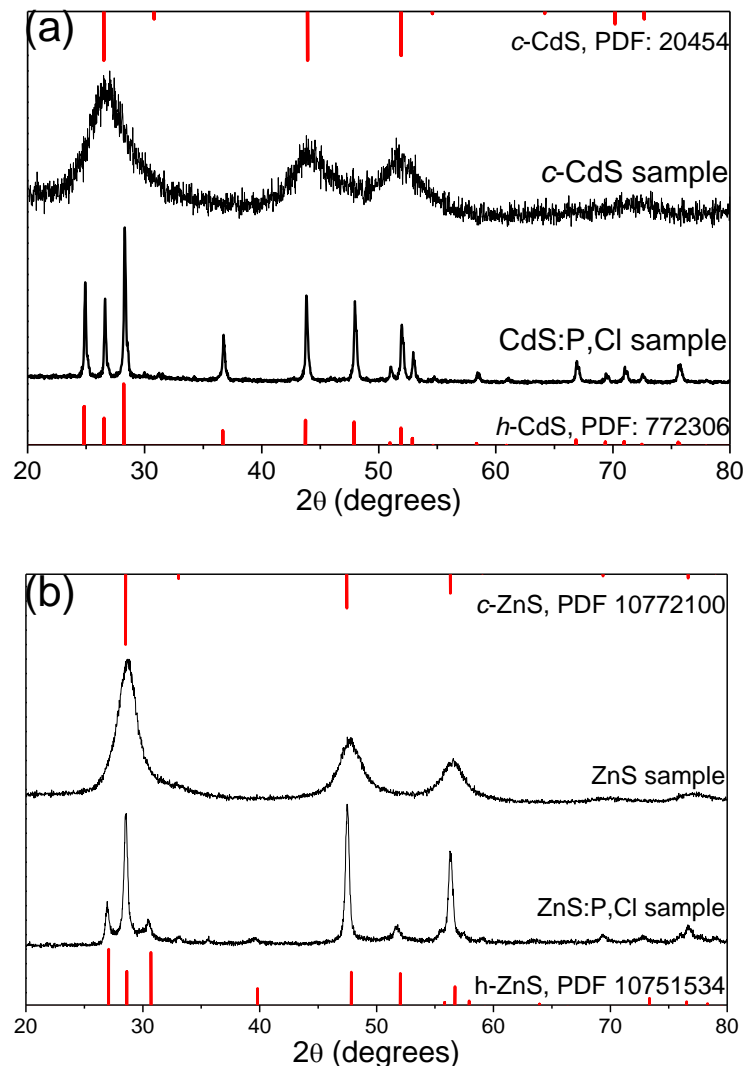 (a)
c-CdS, PDF: 20454
c-CdS sample
CdS:P,Cl sample
h-CdS, PDF: 772306
20 30 40 50 60 70 80
2θ (degrees)
(b)
c-ZnS, PDF 10772100
ZnS sample
ZnS:P,Cl sample
h-ZnS, PDF 10751534
20 30 40 50 60 70 80
2θ (degrees)